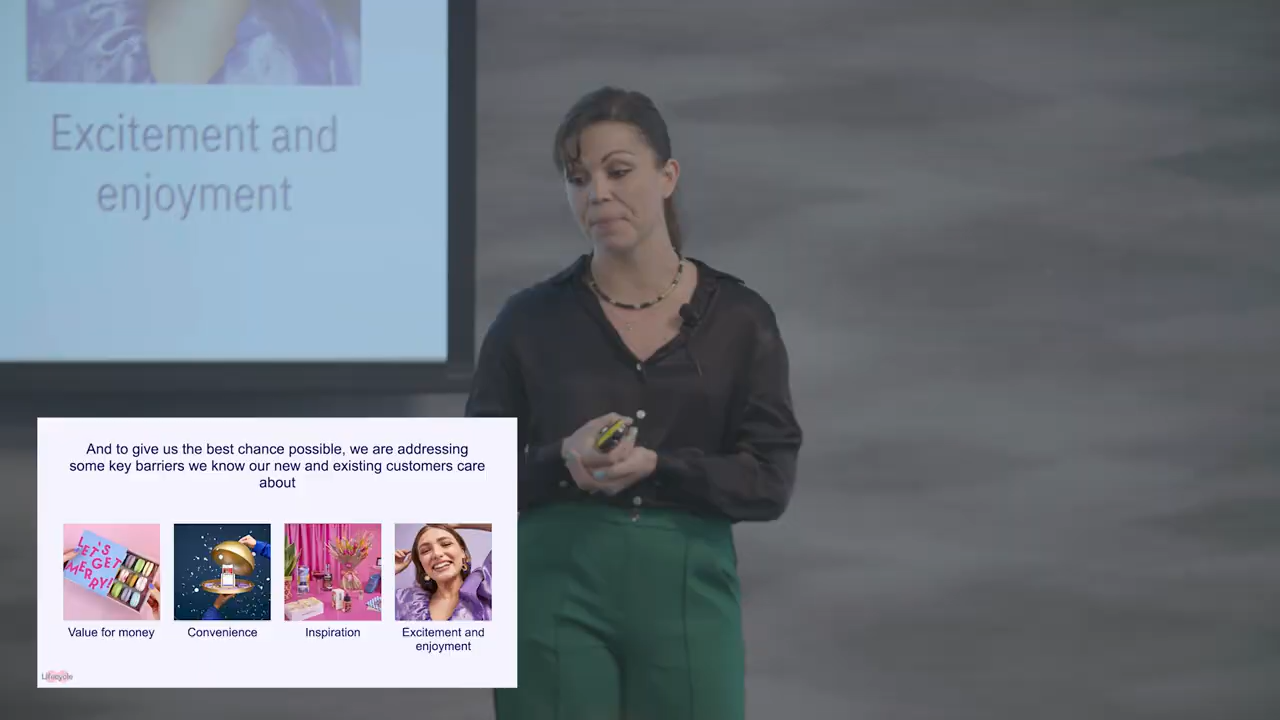 Excitement and
enjoyment
And to give us the best chance possible, we are addressing
some key barriers we know our new and existing customers care
about
LET'S
GET
MERRY!
Value for money
Convenience
Inspiration
Excitement and
enjoyment
Lifecycle